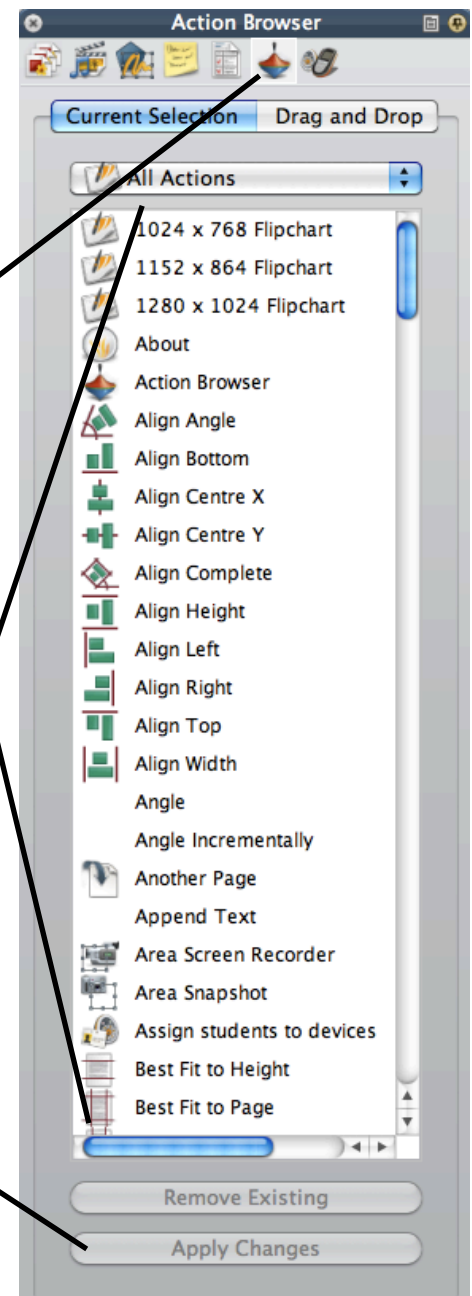 Action Browser
Current Selection Drag and Drop
All Actions
1024 x 768 Flipchart
1152 x 864 Flipchart
1280 x 1024 Flipchart
About
Action Browser
Align Angle
Align Bottom
Align Centre X
Align Centre Y
Align Complete
Align Height
Align Left
Align Right
Align Top
Align Width
Angle
Angle Incrementally
Another Page
Append Text
Area Screen Recorder
Area Snapshot
Assign students to devices
Best Fit to Height
Best Fit to Page
Remove Existing
Apply Changes